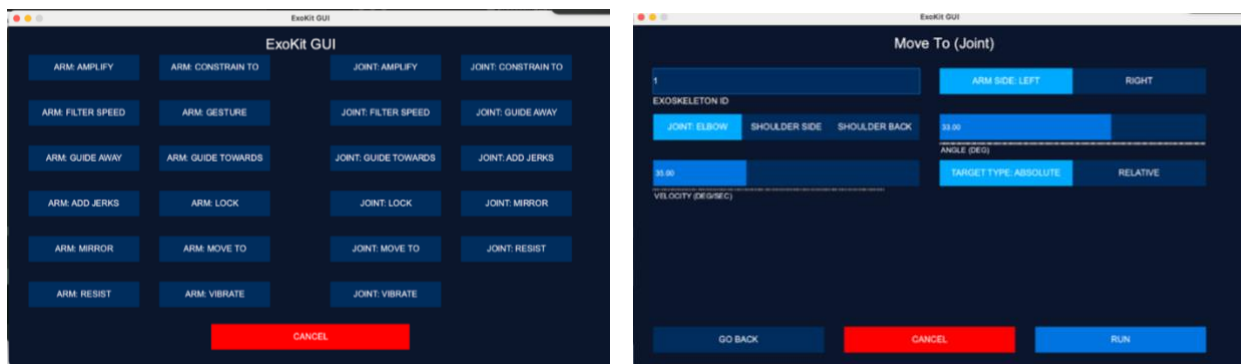 ExoKit GUI
ExoKit GUI
ARM: AMPLIFY ARM: CONSTRAIN TO JOINT: AMPLIFY JOINT: CONSTRAIN TO
ARM: FILTER SPEED ARM: GESTURE JOINT: FILTER SPEED JOINT: GUIDE AWAY
ARM: GUIDE AWAY ARM: GUIDE TOWARDS JOINT: GUIDE TOWARDS JOINT: ADD JERKS
ARM: ADD JERKS ARM: LOCK JOINT: LOCK JOINT: MIRROR
ARM: MIRROR ARM: MOVE TO JOINT: MOVE TO JOINT: RESIST
ARM: RESIST ARM: VIBRATE JOINT: VIBRATE
CANCEL
ExoKit GUI
Move To (Joint)
1 ARM SIDE: LEFT RIGHT
EXOSKELETON ID
JOINT: ELBOW SHOULDER SIDE SHOULDER BACK 33.00
ANGLE (DEG)
35.00 TARGET TYPE: ABSOLUTE RELATIVE
VELOCITY (DEG/SEC)
GO BACK CANCEL RUN